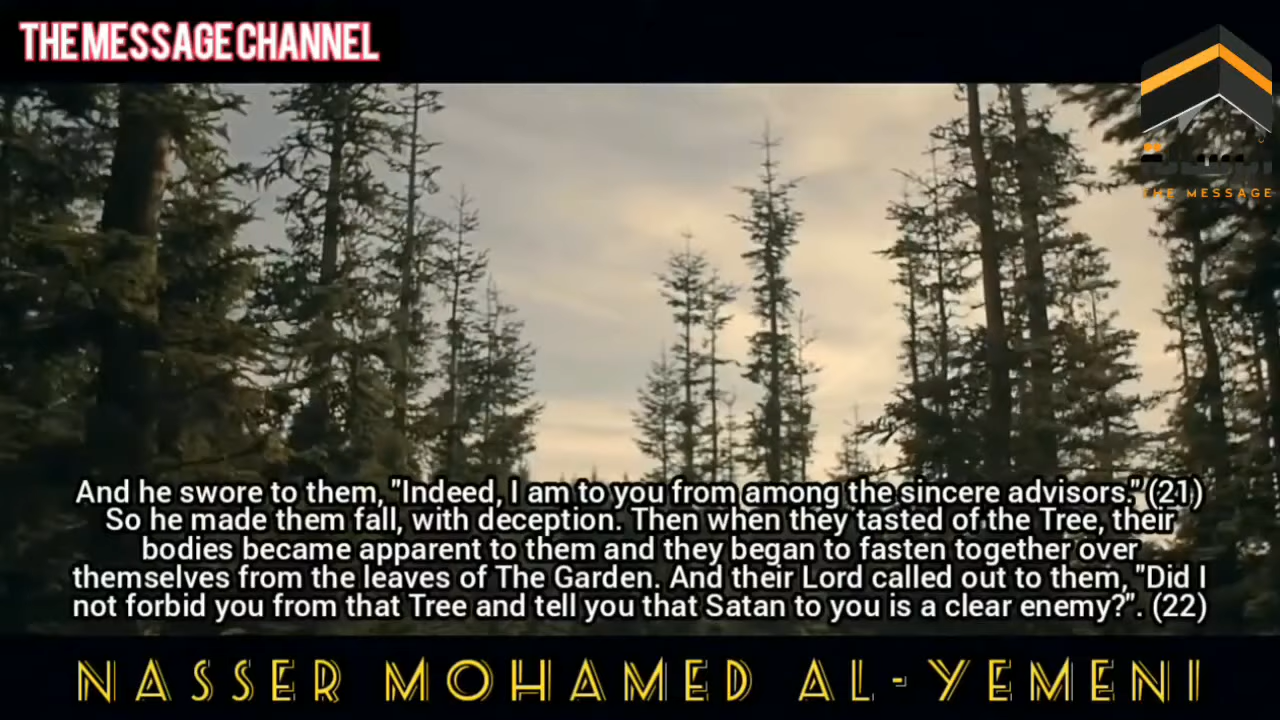 THE MESSAGE CHANNEL
THE MESSAGE
And he swore to them, "Indeed, I am to you from among the sincere advisors." (21)
So he made them fall, with deception. Then when they tasted of the Tree, their
bodies became apparent to them and they began to fasten together over
themselves from the leaves of The Garden. And their Lord called out to them, "Did I
not forbid you from that Tree and tell you that Satan to you is a clear enemy?". (22)
NASSER MOHAMED AL-YEMENI